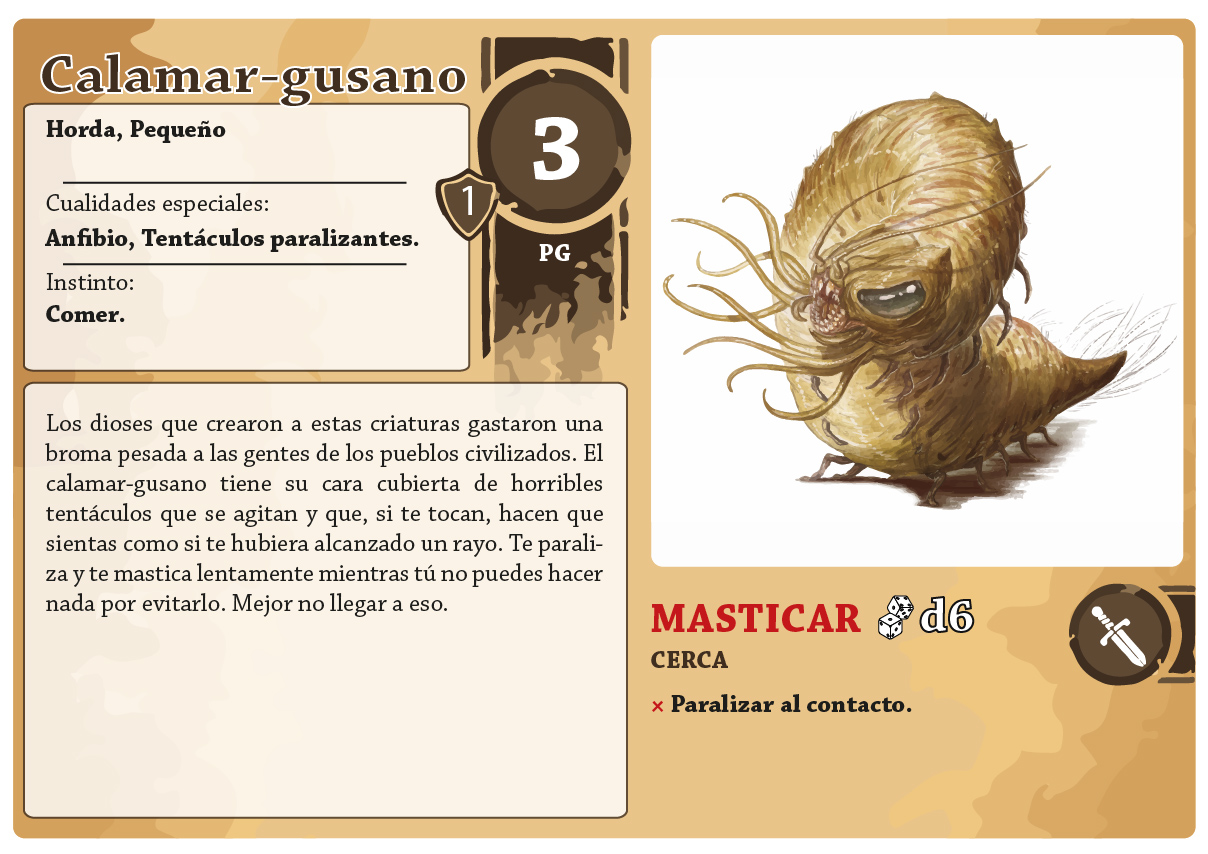 Calamar-gusano
Horda, Pequeño
Cualidades especiales:
Anfibio, Tentáculos paralizantes.
Instinto:
Comer.
1
3
PG
Los dioses que crearon a estas criaturas gastaron una
broma pesada a las gentes de los pueblos civilizados. El
calamar-gusano tiene su cara cubierta de horribles
tentáculos que se agitan y que, si te tocan, hacen que
sientas como si te hubiera alcanzado un rayo. Te parali-
za y te mastica lentamente mientras tú no puedes hacer
nada por evitarlo. Mejor no llegar a eso.
MASTICAR d6
CERCA
× Paralizar al contacto.